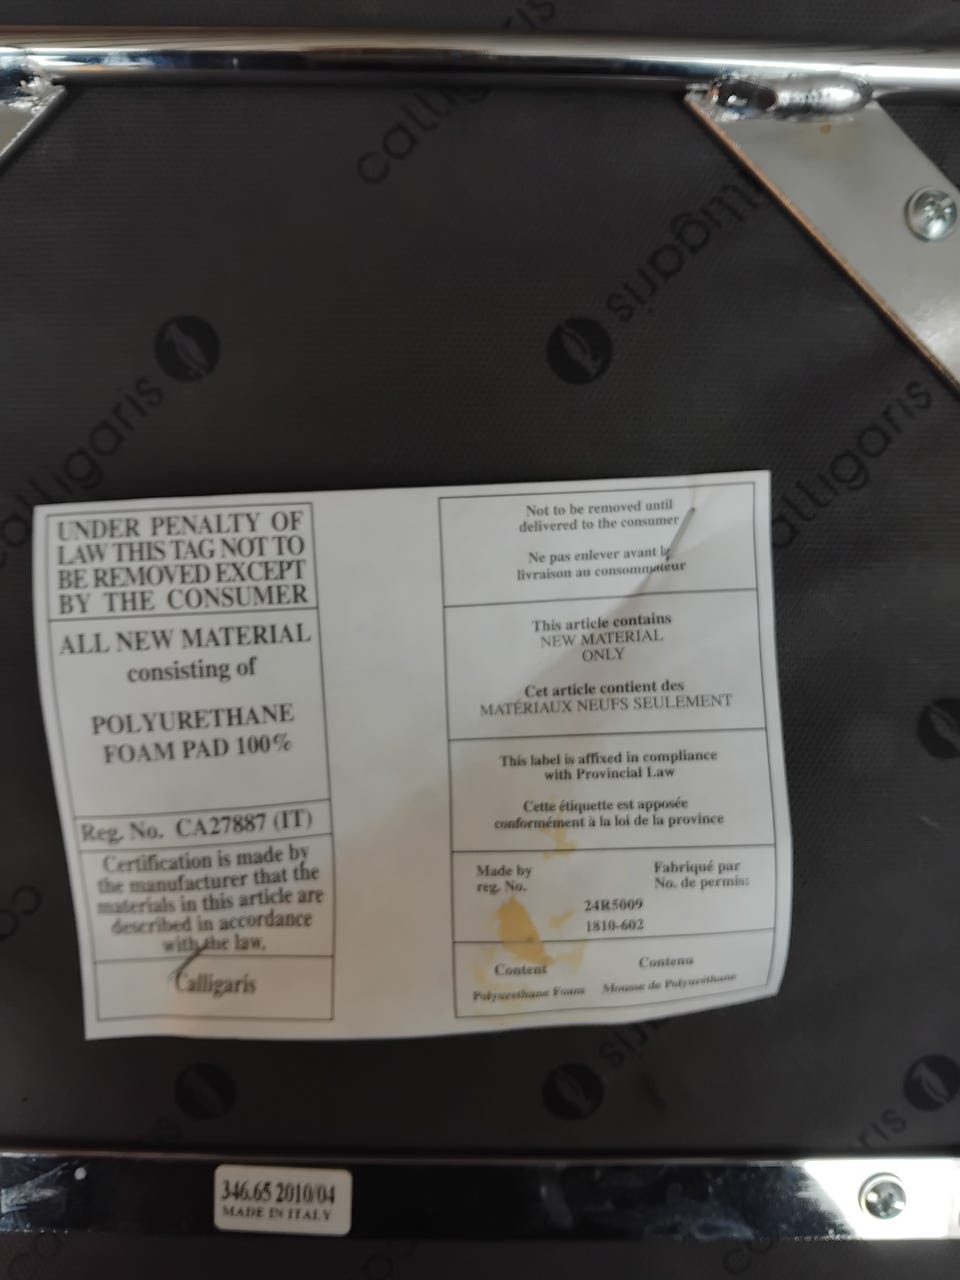 calligaris
calligaris
calligaris
calligaris
UNDER PENALTY OF
LAW THIS TAG NOT TO
BE REMOVED EXCEPT
BY THE CONSUMER
ALL NEW MATERIAL
consisting of
POLYURETHANE
FOAM PAD 100%
Reg. No. CA27887 (IT)
Certification is made by
the manufacturer that the
materials in this article are
described in accordance
with the law.
Calligaris
Not to be removed until
delivered to the consumer
Ne pas enlever avant la
livraison au consommateur
This article contains
NEW MATERIAL
ONLY
Cet article contient des
MATÉRIAUX NEUFS SEULEMENT
This label is affixed in compliance
with Provincial Law
Cette étiquette est apposée
conformément à la loi de la province
Made by
reg. No.
Fabriqué par
No. de permis:
24R5009
1810-602
Content
Contenu
Polyurethane Foam
Mousse de Polyuréthane
346.65 2010/04
MADE IN ITALY